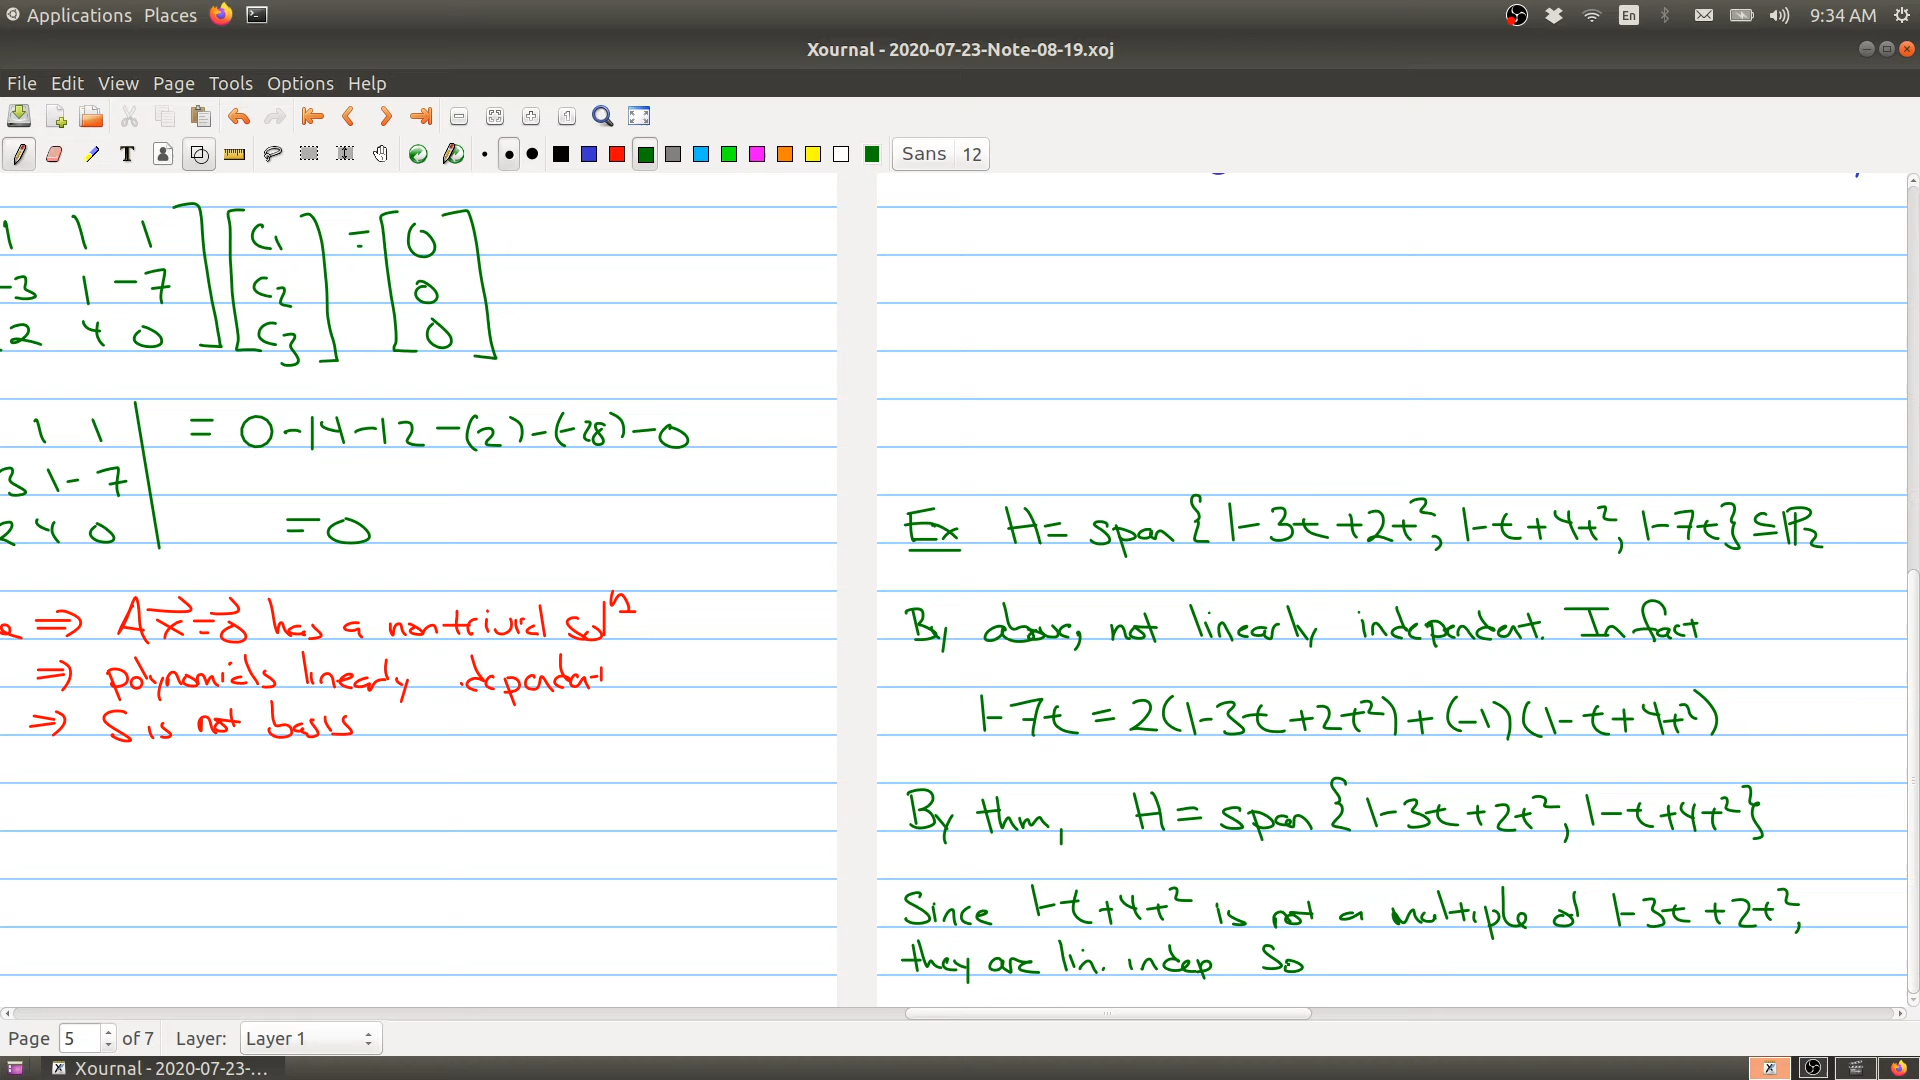 Applications Places En 9:34 AM
Xournal - 2020-07-23-Note-08-19.xoj
File Edit View Page Tools Options Help
T Sans 12
1 1 1 ] [ c1 ] = [ 0 ]
-3 1 -7 ] [ c2 ] [ 0 ]
2 4 0 ] [ c3 ] [ 0 ]
1 1 | = 0-14-12-(2)-(-28)-0
3 1 -7 |
2 4 0 | =0
⇒ Ax⃗=0⃗ has a nontrivial solⁿ
⇒ polynomials linearly dependent
⇒ S is not basis
Ex H = span { 1-3t+2t², 1-t+4t², 1-7t } ⊆ ℙ₂
By above, not linearly independent. In fact
1-7t = 2(1-3t+2t²)+(-1)(1-t+4t²)
By thm, H = span { 1-3t+2t², 1-t+4t² }
Since 1-t+4t² is not a multiple of 1-3t+2t²,
they are lin. indep So
Page 5 of 7 Layer: Layer 1
Xournal - 2020-07-23-...